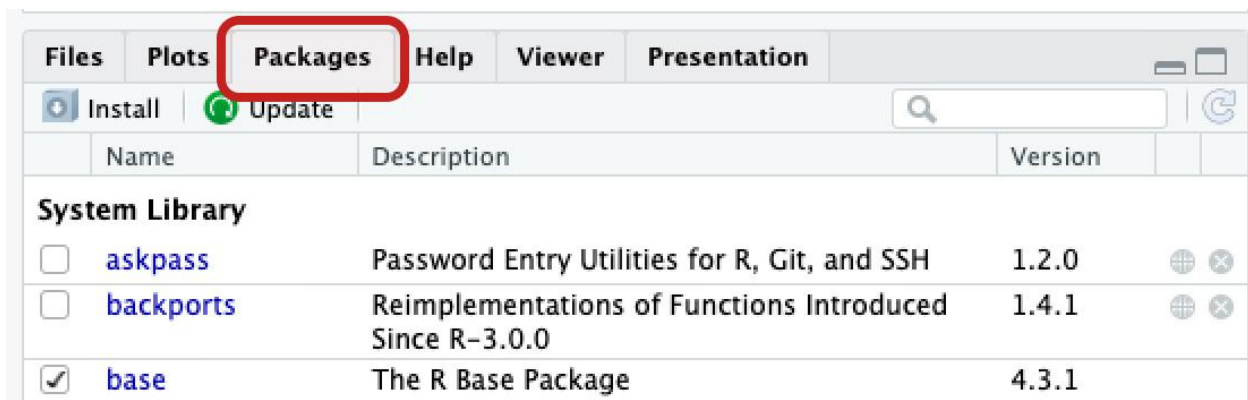 Files Plots Packages Help Viewer Presentation
Install Update
Name Description Version
System Library
askpass Password Entry Utilities for R, Git, and SSH 1.2.0
backports Reimplementations of Functions Introduced 1.4.1
Since R-3.0.0
base The R Base Package 4.3.1